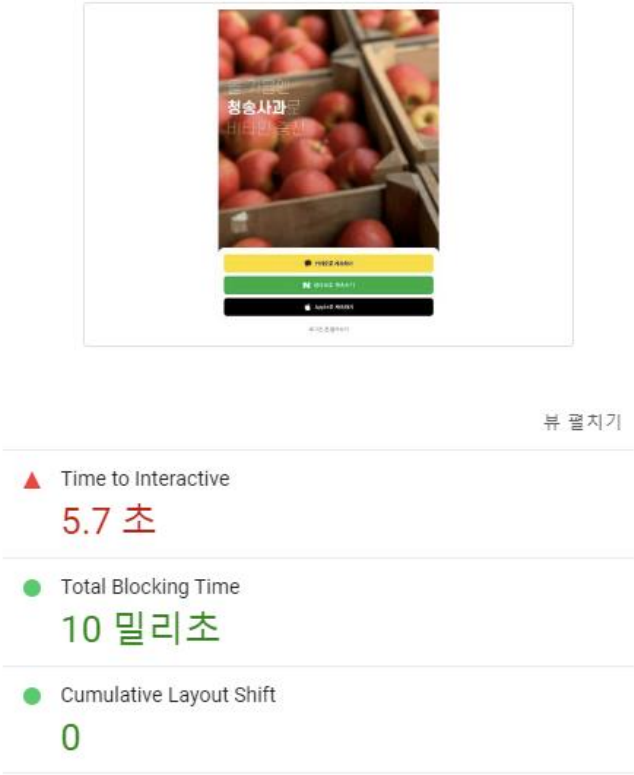 청송사과로
뷰 펼치기
Time to Interactive
5.7 초
Total Blocking Time
10 밀리초
Cumulative Layout Shift
0